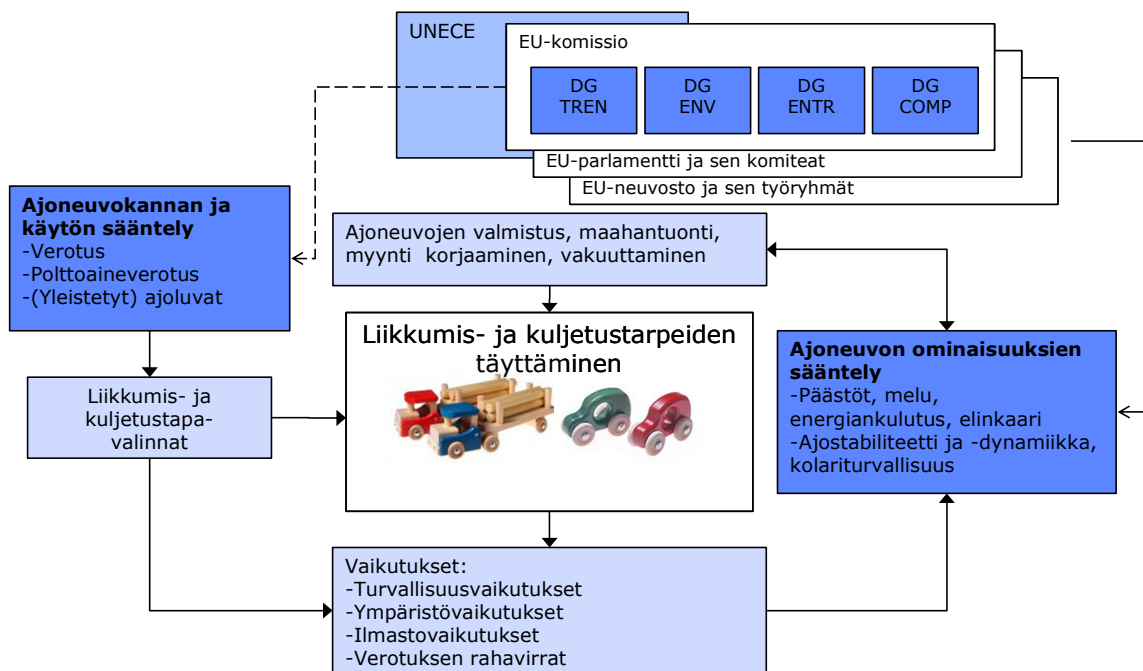 UNECE
EU-komissio
DG
TREN
DG
ENV
DG
ENTR
DG
COMP
EU-parlamentti ja sen komiteat
EU-neuvosto ja sen työryhmät
Ajoneuvokannan ja
käytön sääntely
-Verotus
-Polttoaineverotus
-(Yleistetyt) ajoluvat
Ajoneuvojen valmistus, maahantuonti,
myynti korjaaminen, vakuuttaminen
Liikkumis- ja kuljetustarpeiden
täyttäminen
Ajoneuvon ominaisuuksien
sääntely
-Päästöt, melu,
energiankulutus, elinkaari
-Ajostabiliteetti ja -dynamiikka,
kolariturvallisuus
Liikkumis- ja
kuljetustapa-
valinnat
Vaikutukset:
-Turvallisuusvaikutukset
-Ympäristövaikutukset
-Ilmastovaikutukset
-Verotuksen rahavirrat